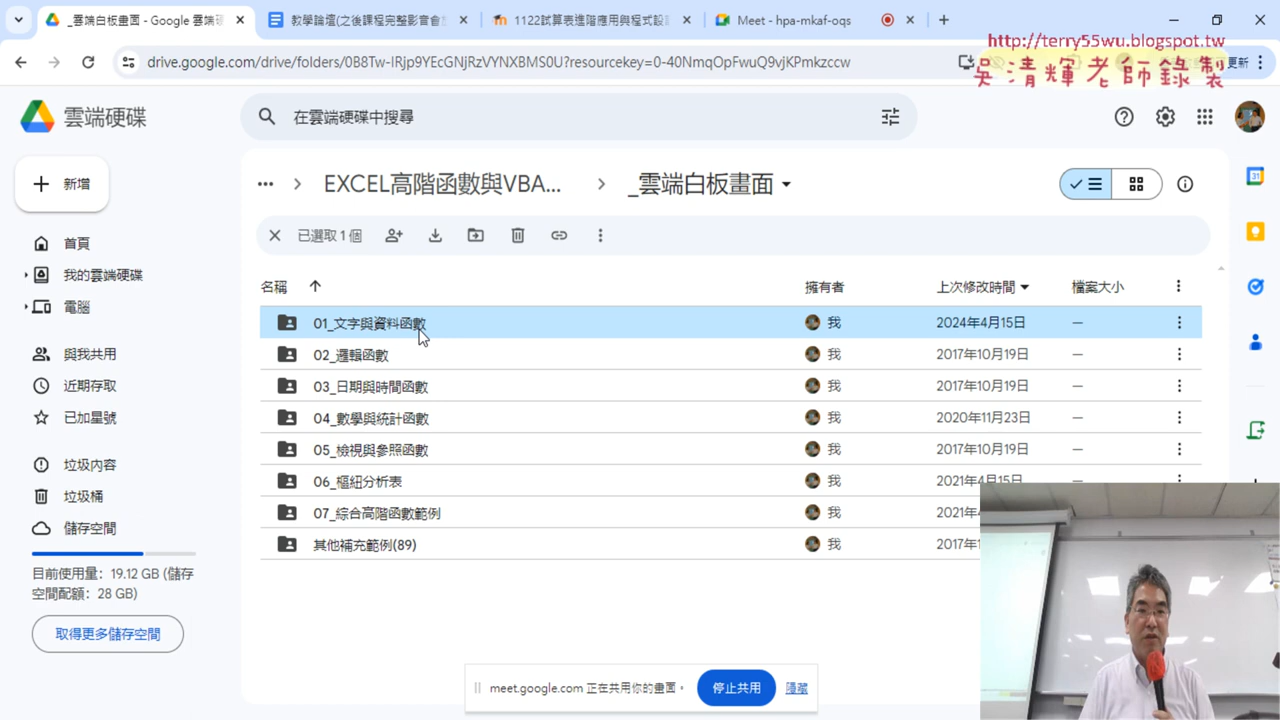 _雲端白板畫面 - Google 雲端硬
教學論壇(之後課程完整影音會
1122試算表進階應用與程式設
Meet - hpa-mkaf-oqs
drive.google.com/drive/folders/0B8Tw-IRjp9YEcGNjRzVYNXBMS0U?resourcekey=0-40NmqOpFwuQ9vjKPmkzccw
更新
http://terry55wu.blogspot.tw
吳清輝老師錄製
雲端硬碟
在雲端硬碟中搜尋
新增
EXCEL高階函數與VBA...
_雲端白板畫面
已選取 1 個
首頁
我的雲端硬碟
電腦
與我共用
近期存取
已加星號
垃圾內容
垃圾桶
儲存空間
目前使用量：19.12 GB (儲存
空間配額：28 GB)
取得更多儲存空間
名稱 擁有者 上次修改時間 檔案大小
01_文字與資料函數 我 2024年4月15日 —
02_邏輯函數 我 2017年10月19日 —
03_日期與時間函數 我 2017年10月19日 —
04_數學與統計函數 我 2020年11月23日 —
05_檢視與參照函數 我 2017年10月19日 —
06_樞紐分析表 我 2021年4月15日 —
07_綜合高階函數範例 我 2021年4
其他補充範例(89) 我 2017年1
31
meet.google.com 正在共用你的畫面。
停止共用
隱藏